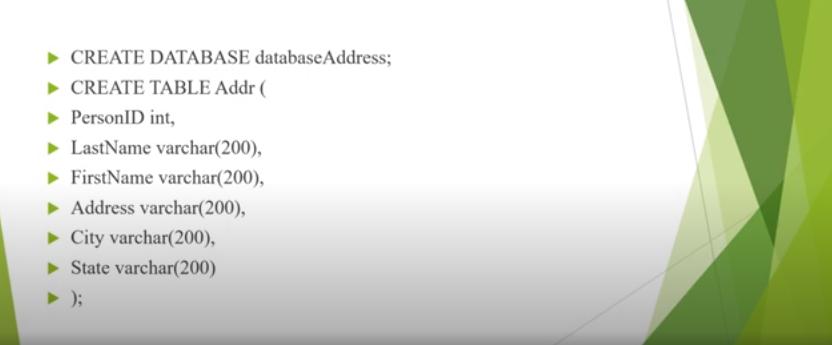 CREATE DATABASE databaseAddress;
CREATE TABLE Addr (
PersonID int,
LastName varchar(200),
FirstName varchar(200),
Address varchar(200),
City varchar(200),
State varchar(200)
);